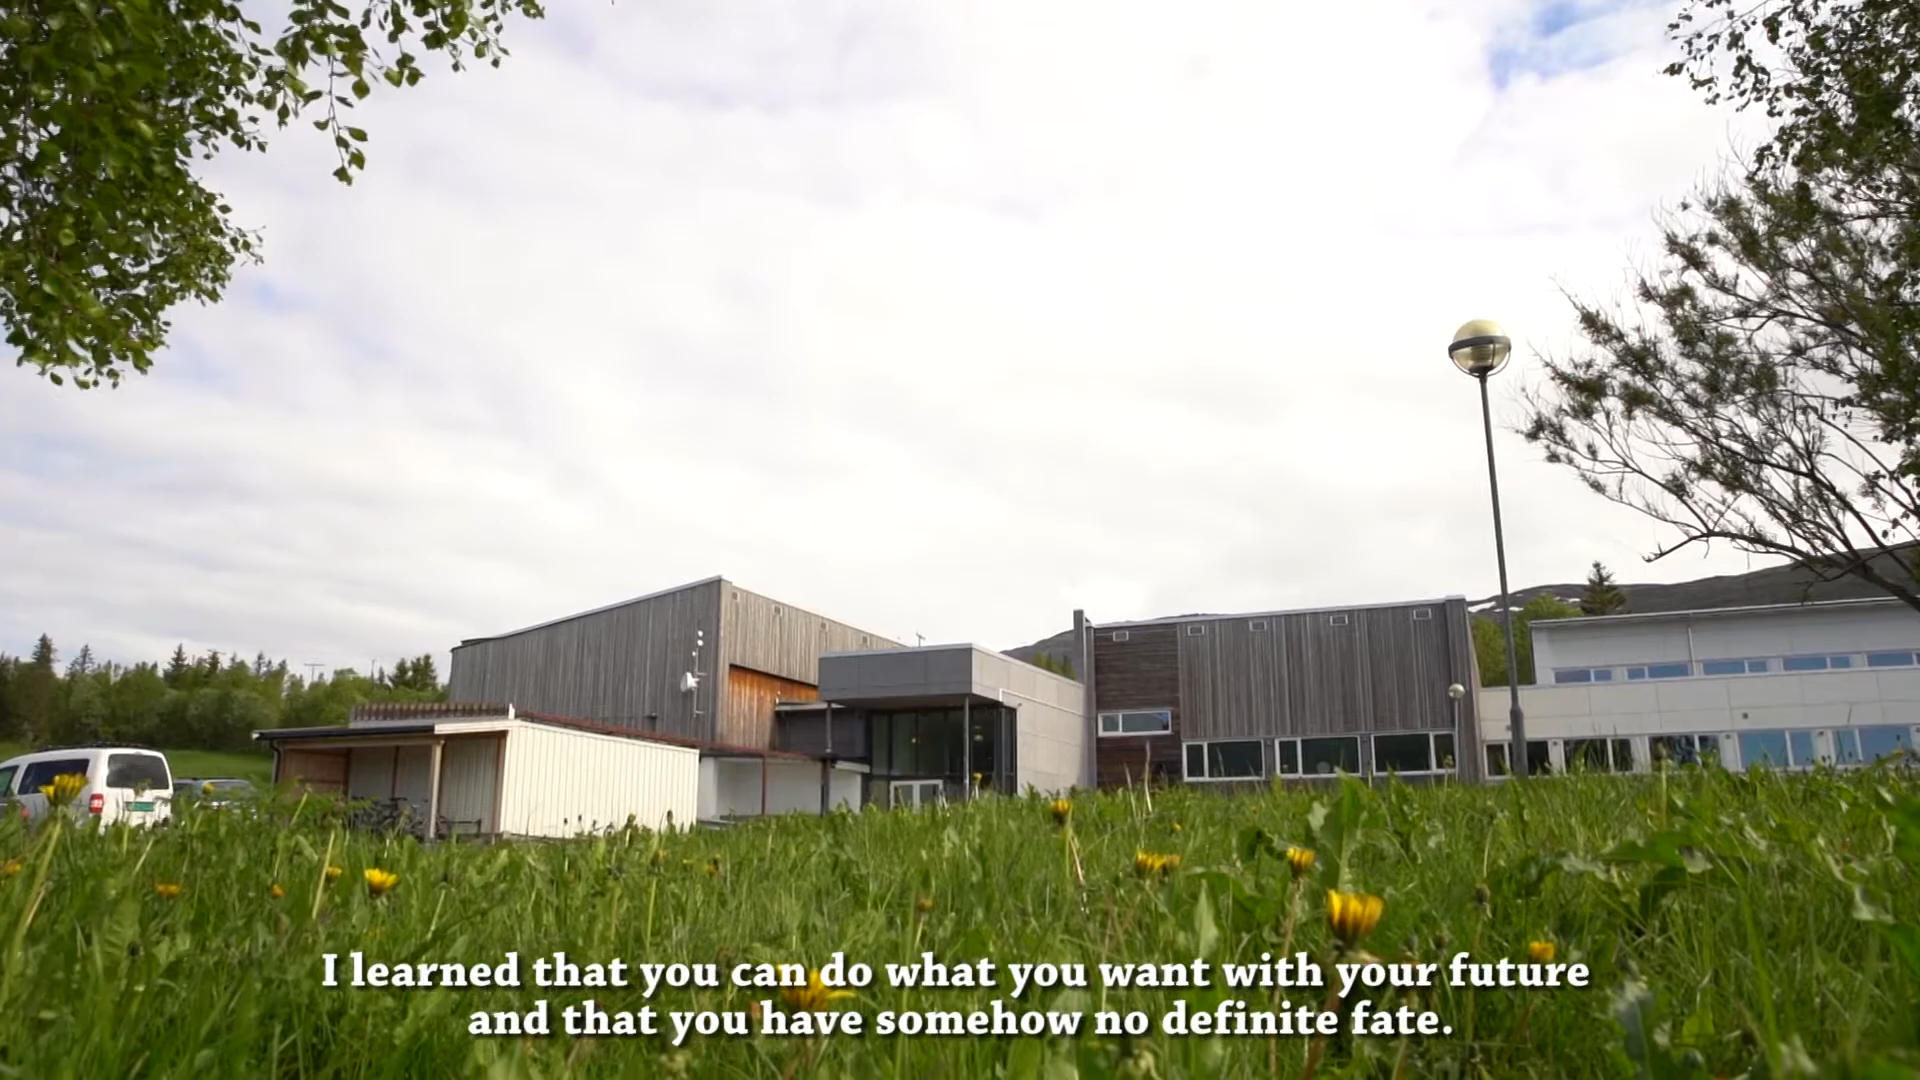 I learned that you can do what you want with your future
and that you have somehow no definite fate.